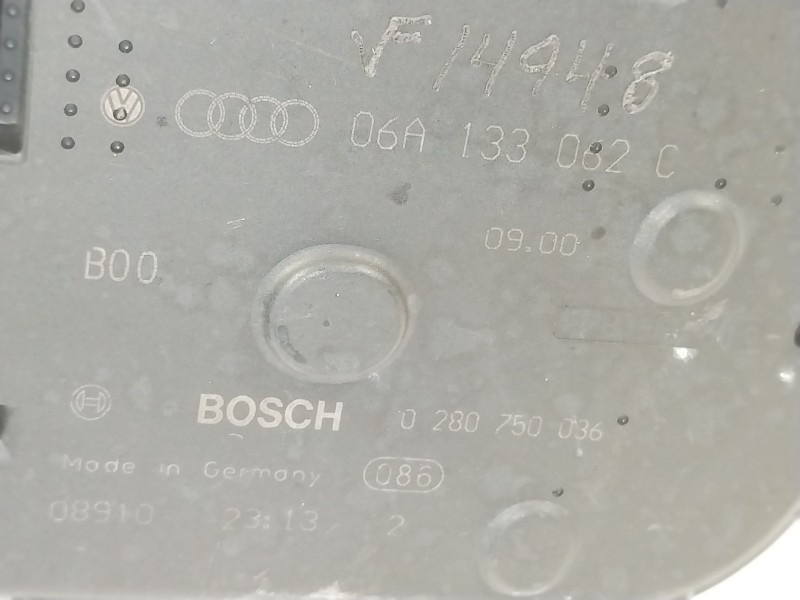 VF14948
06A 133 062 C
09.00
B00
BOSCH 0 280 750 036
Made in Germany 086
08910 23:13 2